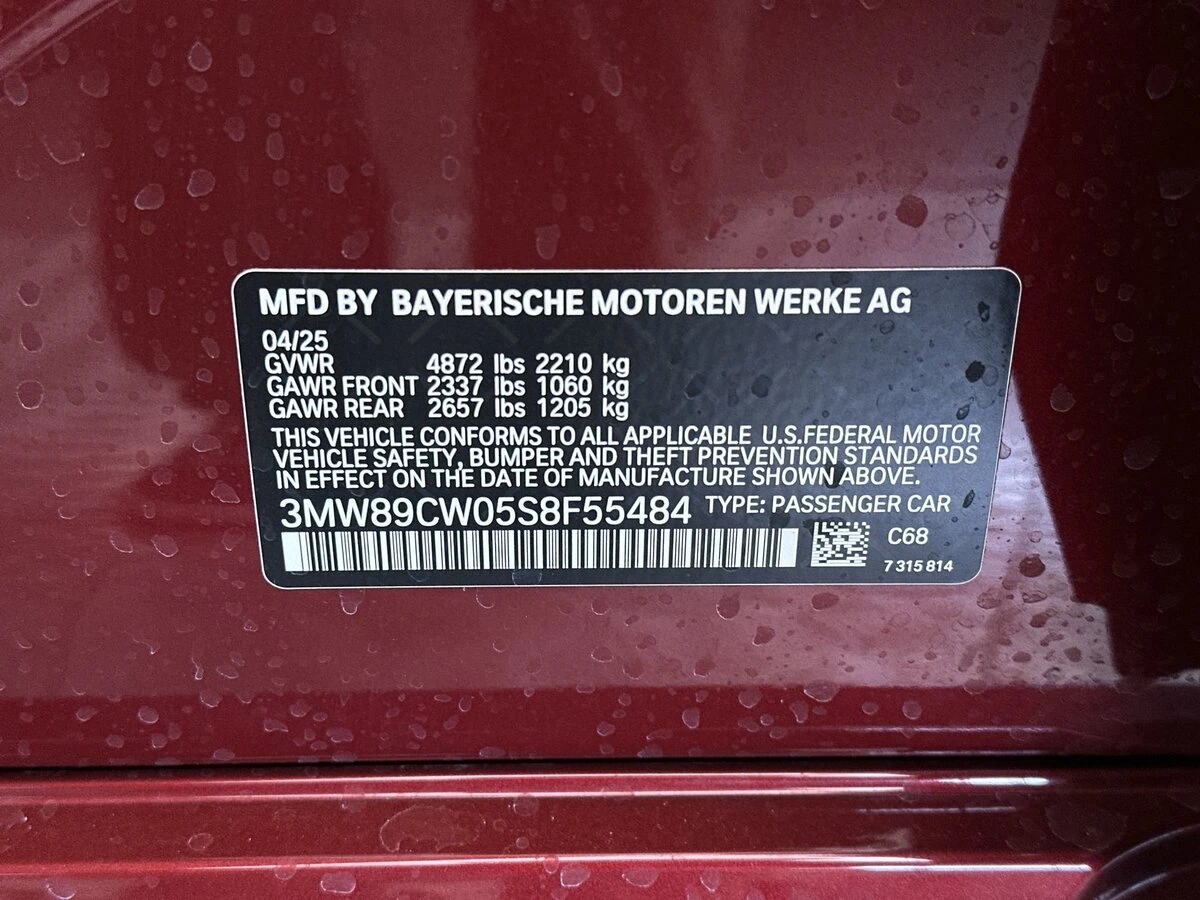 MFD BY BAYERISCHE MOTOREN WERKE AG
04/25
GVWR 4872 lbs 2210 kg
GAWR FRONT 2337 lbs 1060 kg
GAWR REAR 2657 lbs 1205 kg
THIS VEHICLE CONFORMS TO ALL APPLICABLE U.S.FEDERAL MOTOR
VEHICLE SAFETY, BUMPER AND THEFT PREVENTION STANDARDS
IN EFFECT ON THE DATE OF MANUFACTURE SHOWN ABOVE.
3MW89CW05S8F55484 TYPE: PASSENGER CAR
C68
7 315 814